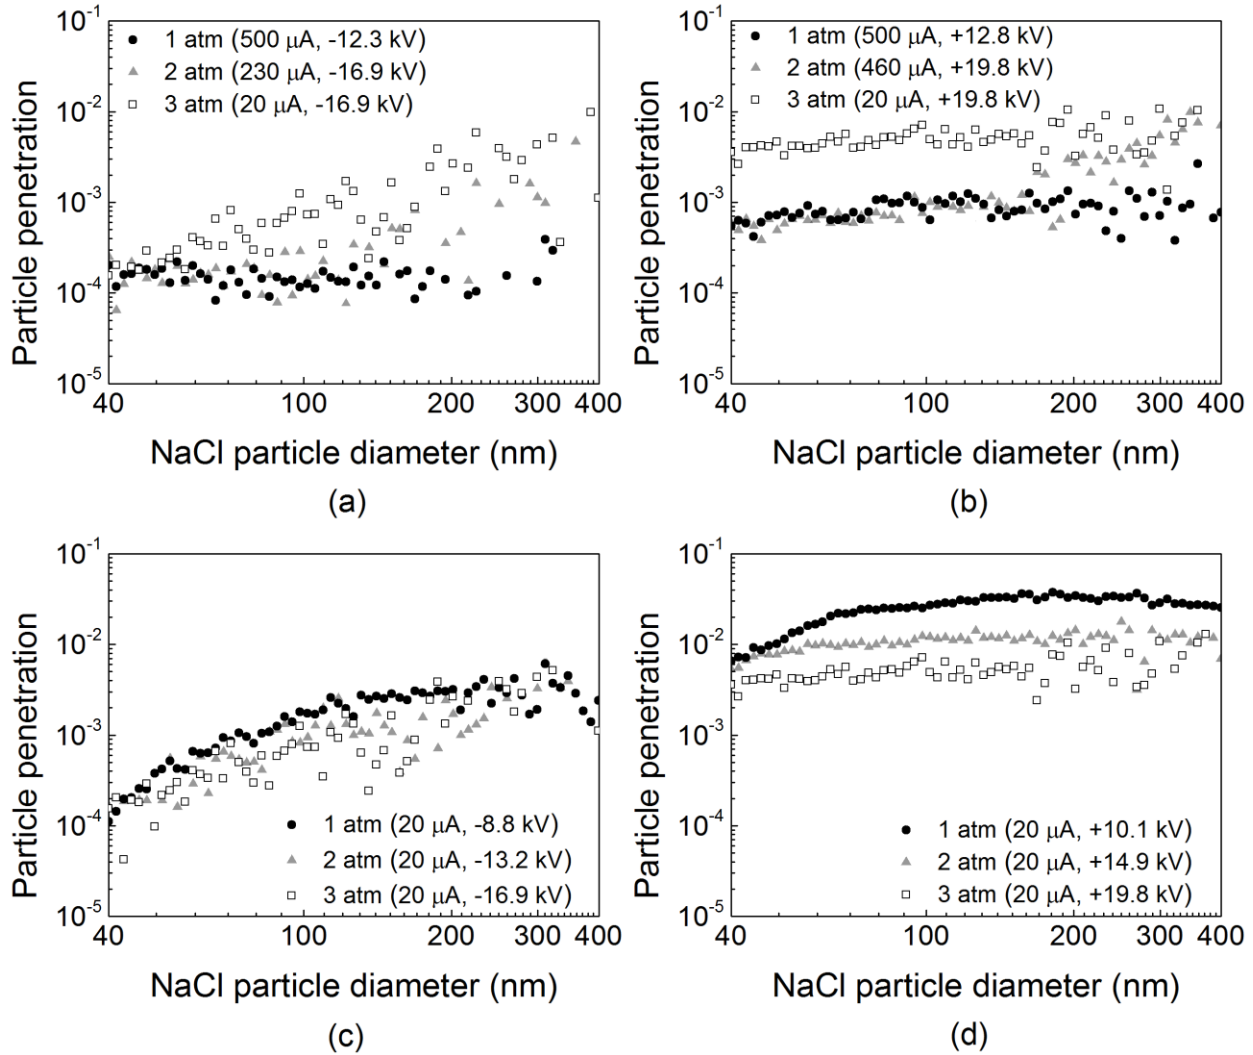 10⁻¹
10⁻²
10⁻³
10⁻⁴
10⁻⁵
Particle penetration
1 atm (500 μA, -12.3 kV)
2 atm (230 μA, -16.9 kV)
3 atm (20 μA, -16.9 kV)
40 100 200 300 400
NaCl particle diameter (nm)
(a)
10⁻¹
10⁻²
10⁻³
10⁻⁴
10⁻⁵
Particle penetration
1 atm (500 μA, +12.8 kV)
2 atm (460 μA, +19.8 kV)
3 atm (20 μA, +19.8 kV)
40 100 200 300 400
NaCl particle diameter (nm)
(b)
10⁻¹
10⁻²
10⁻³
10⁻⁴
10⁻⁵
Particle penetration
1 atm (20 μA, -8.8 kV)
2 atm (20 μA, -13.2 kV)
3 atm (20 μA, -16.9 kV)
40 100 200 300 400
NaCl particle diameter (nm)
(c)
10⁻¹
10⁻²
10⁻³
10⁻⁴
10⁻⁵
Particle penetration
1 atm (20 μA, +10.1 kV)
2 atm (20 μA, +14.9 kV)
3 atm (20 μA, +19.8 kV)
40 100 200 300 400
NaCl particle diameter (nm)
(d)